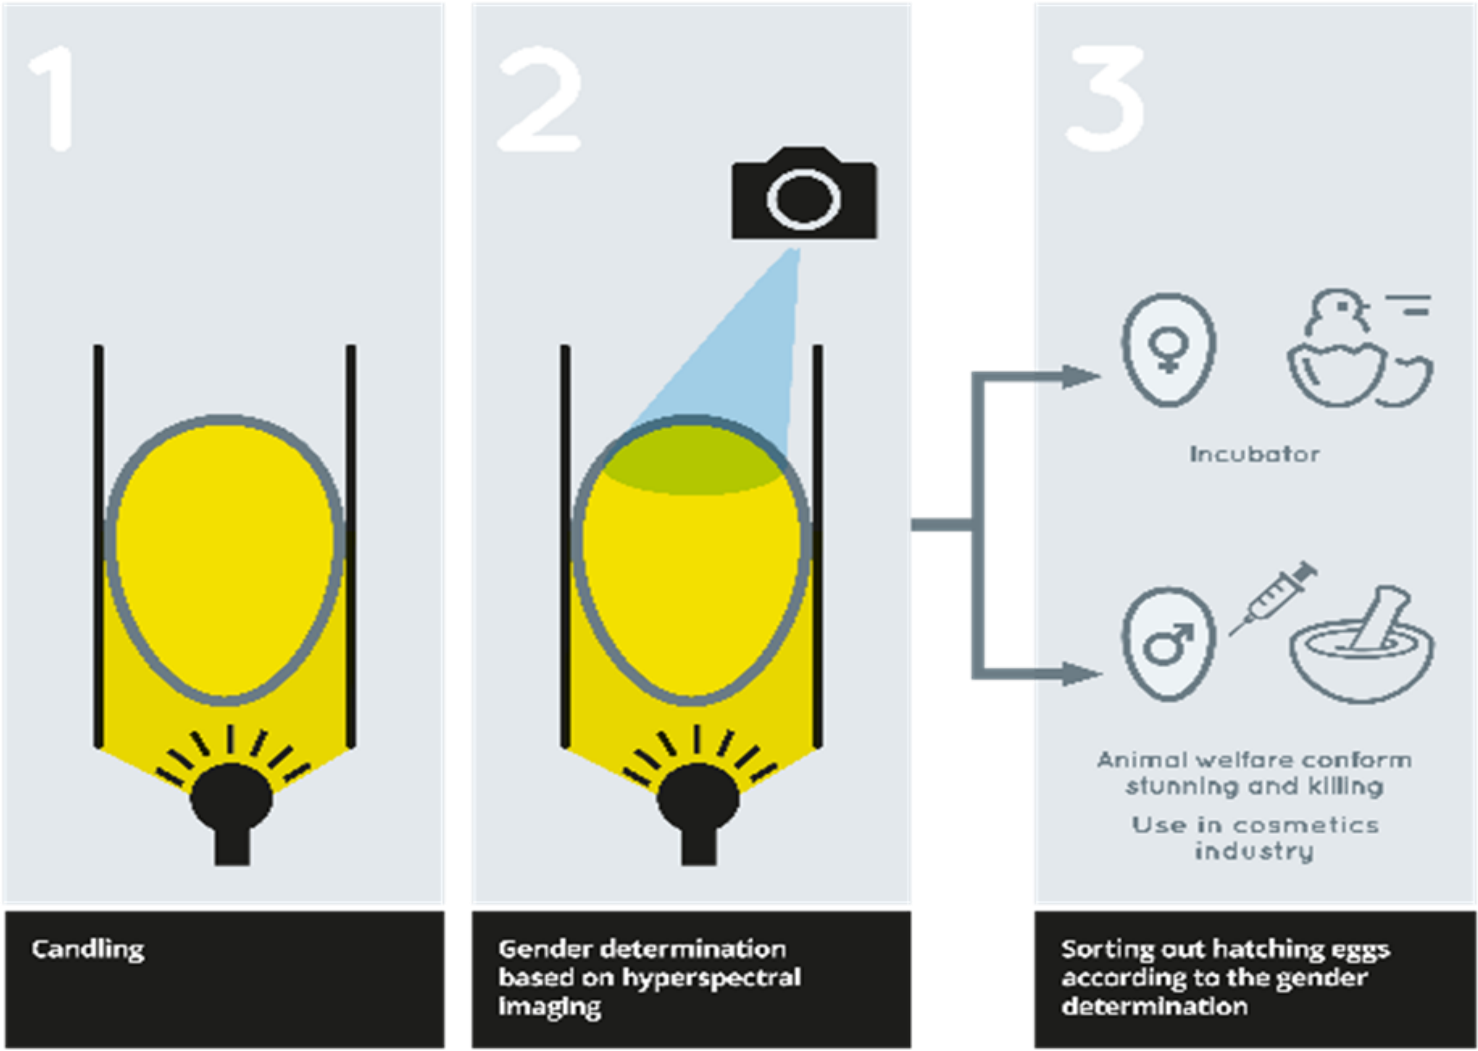 1
2
3
Incubator
Animal welfare conform
stunning and killing
Use in cosmetics
industry
Candling
Gender determination
based on hyperspectral
imaging
Sorting out hatching eggs
according to the gender
determination